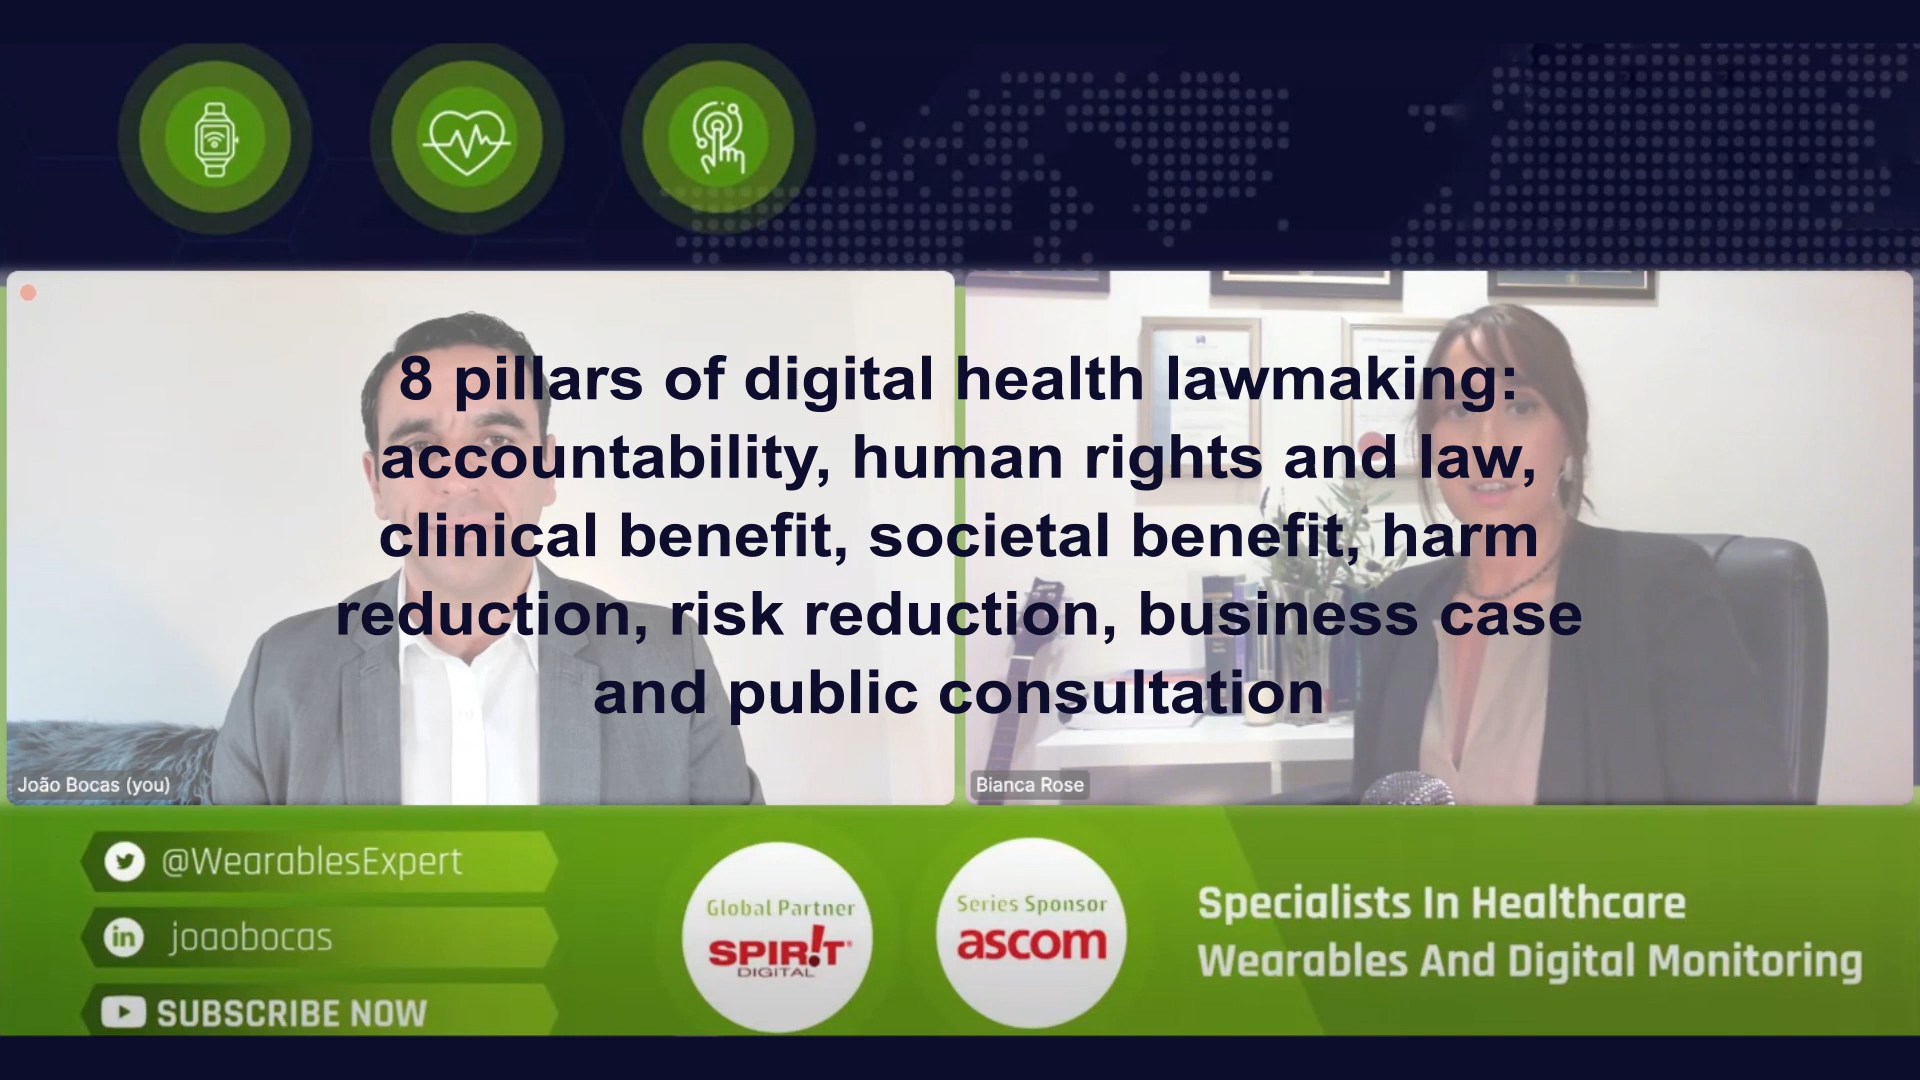 8 pillars of digital health lawmaking:
accountability, human rights and law,
clinical benefit, societal benefit, harm
reduction, risk reduction, business case
and public consultation
João Bocas (you)
Bianca Rose
@WearablesExpert
in joaobocas
SUBSCRIBE NOW
Global Partner
SPIR!T
DIGITAL
Series Sponsor
ascom
Specialists In Healthcare
Wearables And Digital Monitoring